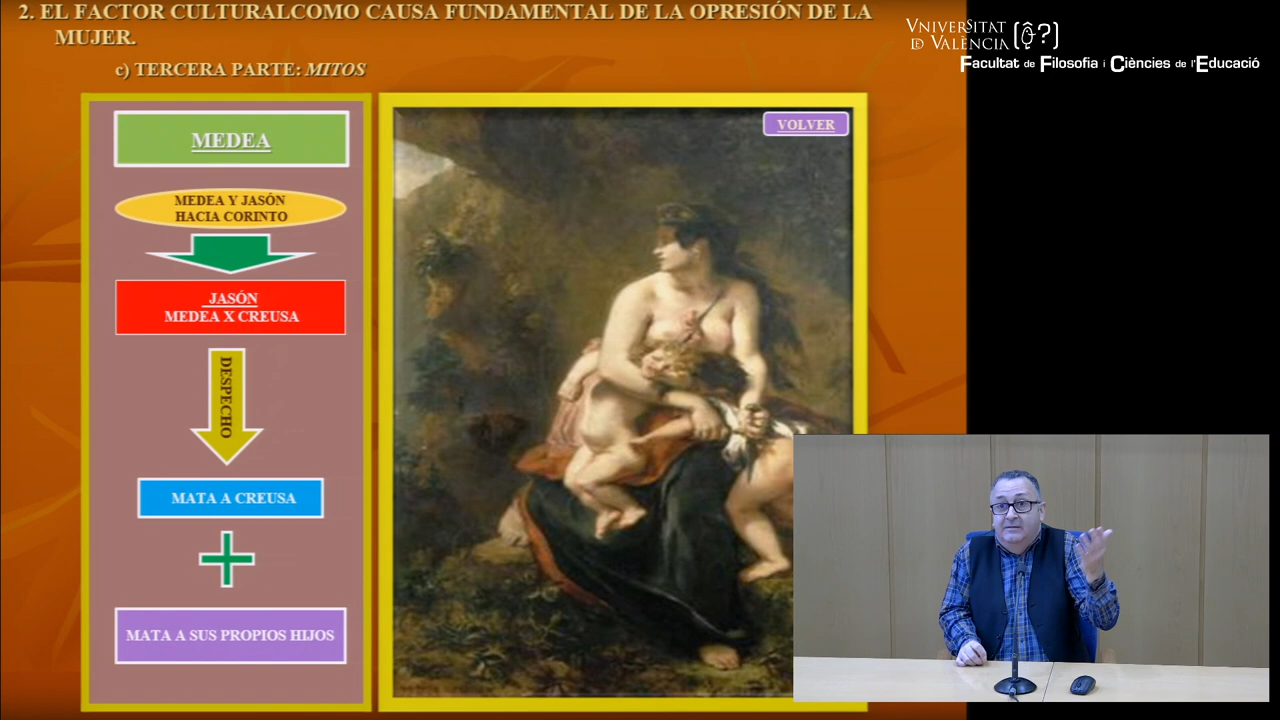 2. EL FACTOR CULTURALCOMO CAUSA FUNDAMENTAL DE LA OPRESIÓN DE LA
MUJER.
c) TERCERA PARTE: MITOS
MEDEA
MEDEA Y JASÓN
HACIA CORINTO
JASÓN
MEDEA X CREUSA
DESPECHO
MATA A CREUSA
MATA A SUS PROPIOS HIJOS
VOLVER
VNIVERSITAT
DE VALÈNCIA
Facultat de Filosofia i Ciències de l'Educació